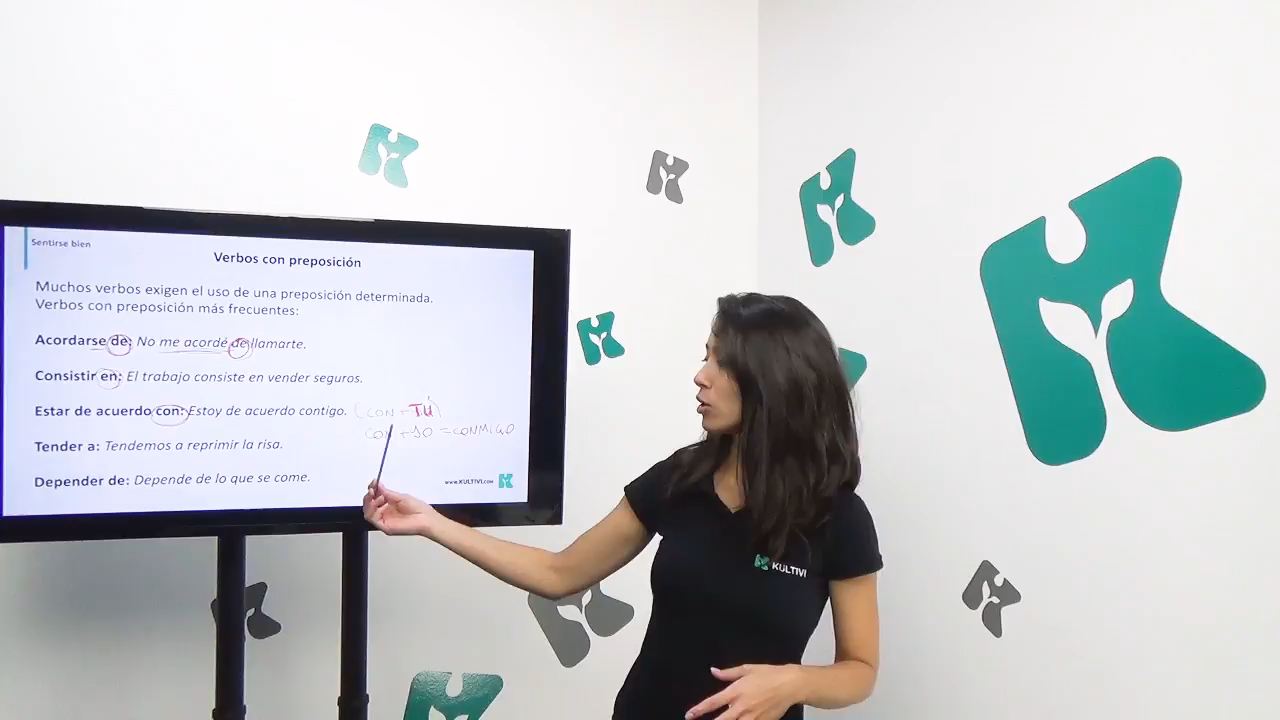 Sentirse bien
Verbos con preposición
Muchos verbos exigen el uso de una preposición determinada.
Verbos con preposición más frecuentes:
Acordarse de: No me acordé de llamarte.
Consistir en: El trabajo consiste en vender seguros.
Estar de acuerdo con: Estoy de acuerdo contigo. (CON + TÚ)
CON + YO = CONMIGO
Tender a: Tendemos a reprimir la risa.
Depender de: Depende de lo que se come.
WWW.KULTIVI.COM
KULTIVI